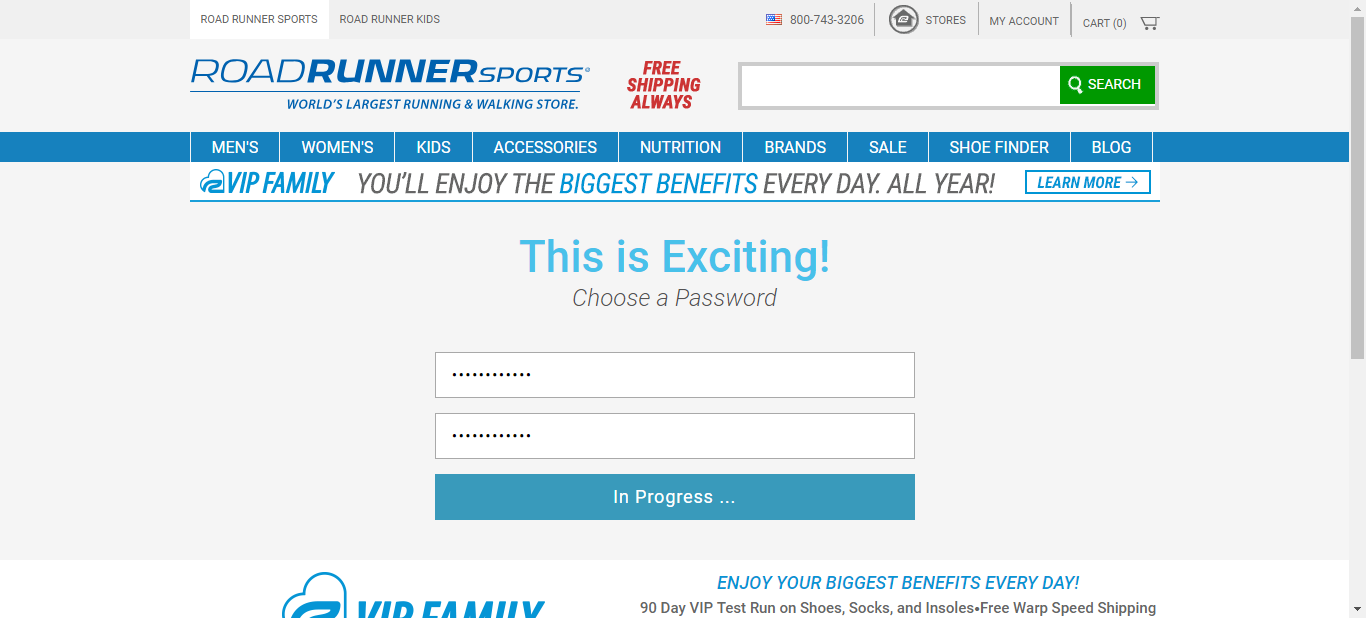 ROAD RUNNER SPORTS
ROAD RUNNER KIDS
800-743-3206
STORES
MY ACCOUNT
CART (0)
ROADRUNNERSPORTS®
WORLD'S LARGEST RUNNING & WALKING STORE.
FREE
SHIPPING
ALWAYS
SEARCH
MEN'S
WOMEN'S
KIDS
ACCESSORIES
NUTRITION
BRANDS
SALE
SHOE FINDER
BLOG
VIP FAMILY
YOU'LL ENJOY THE BIGGEST BENEFITS EVERY DAY. ALL YEAR!
LEARN MORE →
This is Exciting!
Choose a Password
••••••••••••
••••••••••••
In Progress ...
VIP FAMILY
ENJOY YOUR BIGGEST BENEFITS EVERY DAY!
90 Day VIP Test Run on Shoes, Socks, and Insoles•Free Warp Speed Shipping